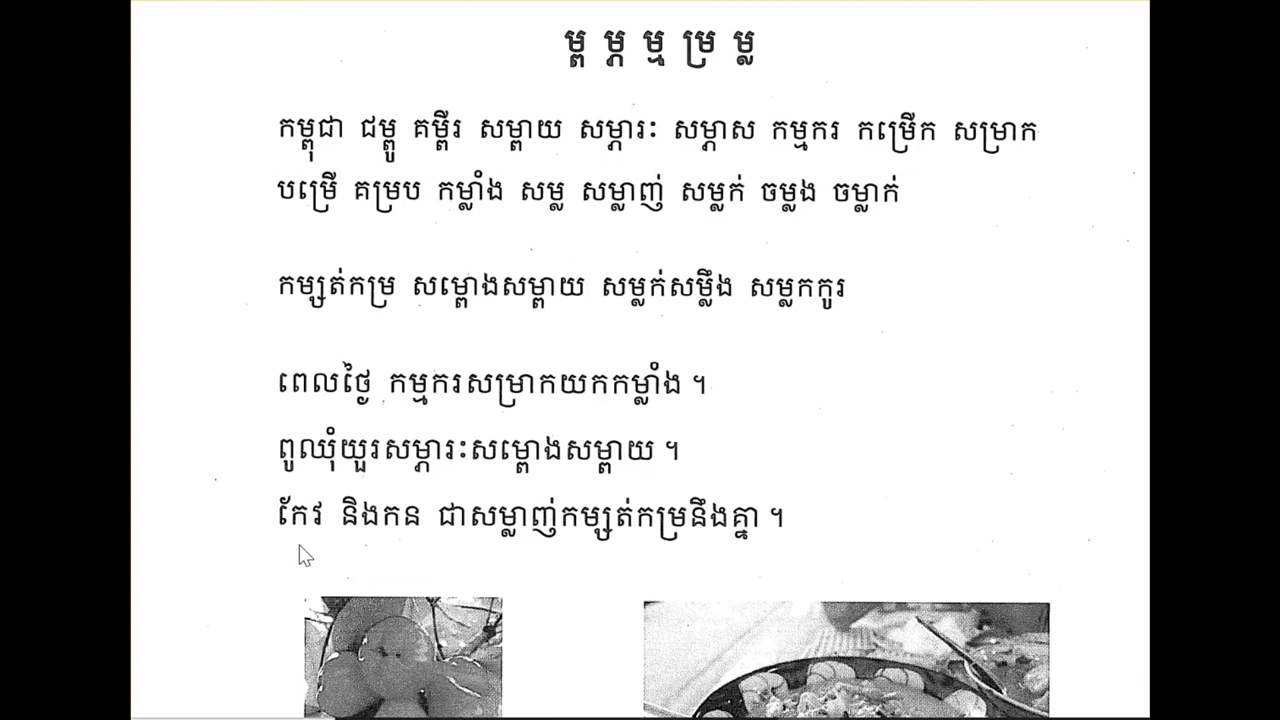 ម្ព ម្ភ ម្ម ម្រ ម្ល
កម្ពុជា ជម្ពូ គម្ពីរ សម្ពាយ សម្ភារៈ សម្ភាស កម្មករ កម្រើក សម្រាក
បម្រើ គម្រប កម្លាំង សម្ល សម្លាញ់ សម្លក់ ចម្លង ចម្លាក់
កម្សត់កម្រ សម្ពោងសម្ពាយ សម្លក់សម្លឹង សម្លកកូរ
ពេលថ្ងៃ កម្មករសម្រាកយកកម្លាំង ។
ពូឈុំយួរសម្ភារៈសម្ពោងសម្ពាយ ។
កែវ និងកន ជាសម្លាញ់កម្សត់កម្រនឹងគ្នា ។